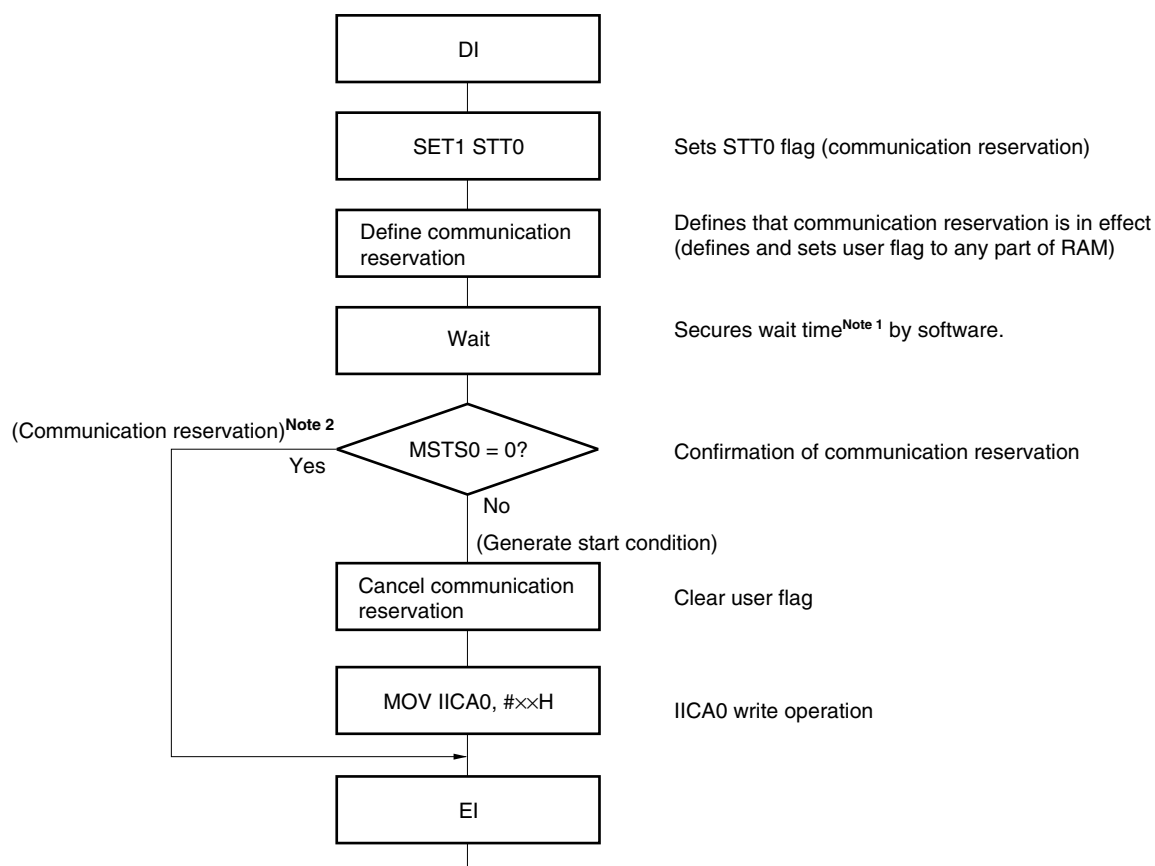 DI
SET1 STT0
Sets STT0 flag (communication reservation)
Define communication
reservation
Defines that communication reservation is in effect
(defines and sets user flag to any part of RAM)
Wait
Secures wait timeNote 1 by software.
(Communication reservation)Note 2
Yes
MSTS0 = 0?
Confirmation of communication reservation
No
(Generate start condition)
Cancel communication
reservation
Clear user flag
MOV IICA0, #××H
IICA0 write operation
EI